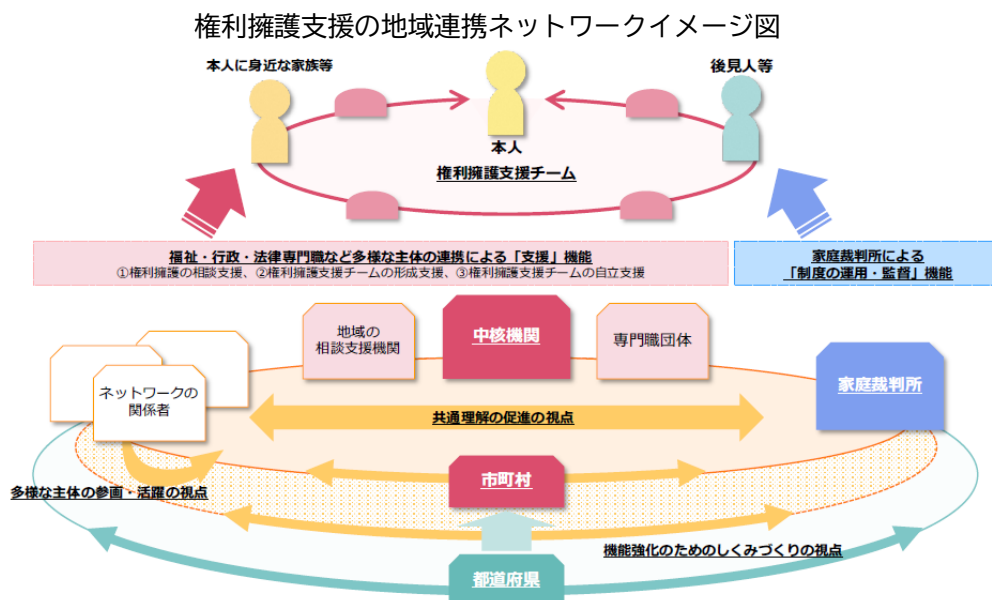 権利擁護支援の地域連携ネットワークイメージ図
本人に身近な家族等
後見人等
本人
権利擁護支援チーム
福祉・行政・法律専門職など多様な主体の連携による「支援」機能
①権利擁護の相談支援、②権利擁護支援チームの形成支援、③権利擁護支援チームの自立支援
家庭裁判所による
「制度の運用・監督」機能
地域の
相談支援機関
中核機関
専門職団体
ネットワークの
関係者
家庭裁判所
共通理解の促進の視点
市町村
多様な主体の参画・活躍の視点
機能強化のためのしくみづくりの視点
都道府県